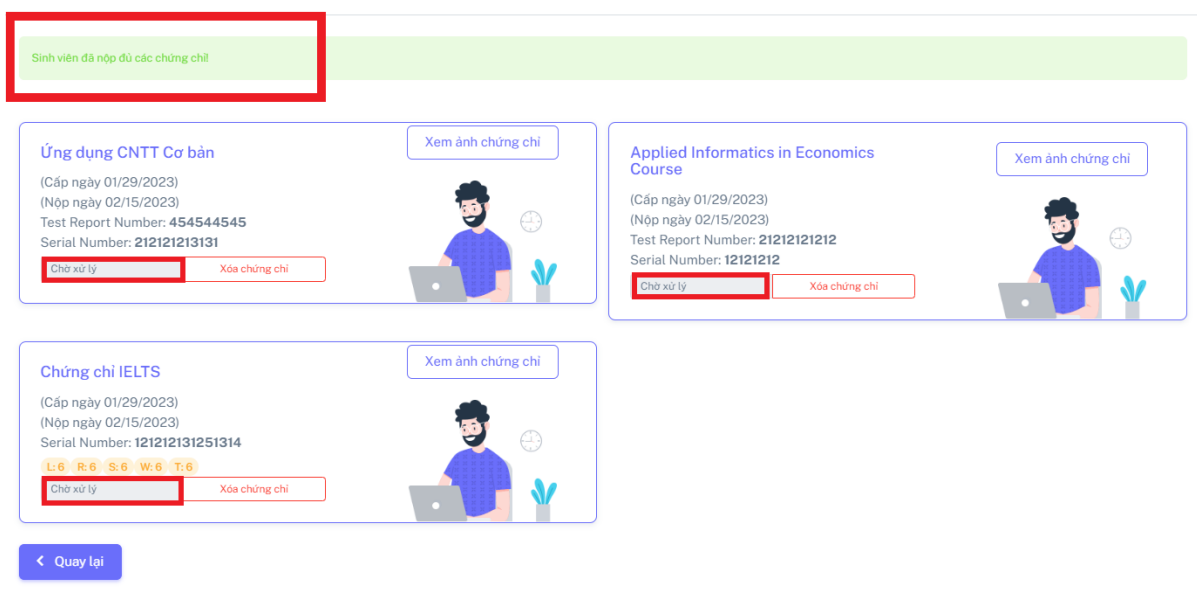 Sinh viên đã nộp đủ các chứng chỉ!
Ứng dụng CNTT Cơ bản
Xem ảnh chứng chỉ
(Cấp ngày 01/29/2023)
(Nộp ngày 02/15/2023)
Test Report Number: 454544545
Serial Number: 212121213131
Chờ xử lý
Xóa chứng chỉ
Applied Informatics in Economics
Course
Xem ảnh chứng chỉ
(Cấp ngày 01/29/2023)
(Nộp ngày 02/15/2023)
Test Report Number: 21212121212
Serial Number: 12121212
Chờ xử lý
Xóa chứng chỉ
Chứng chỉ IELTS
Xem ảnh chứng chỉ
(Cấp ngày 01/29/2023)
(Nộp ngày 02/15/2023)
Serial Number: 121212131251314
L: 6 R: 6 S: 6 W: 6 T: 6
Chờ xử lý
Xóa chứng chỉ
Quay lại